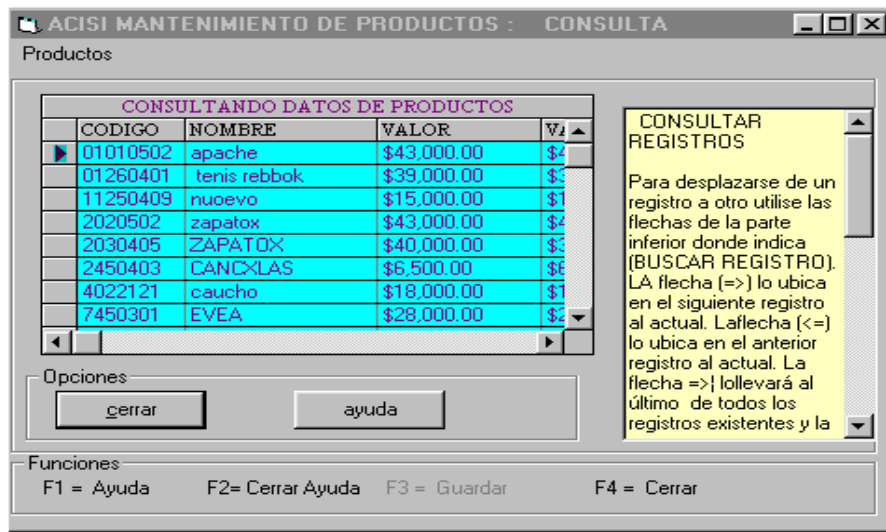 ACISI MANTENIMIENTO DE PRODUCTOS : CONSULTA
Productos
CONSULTANDO DATOS DE PRODUCTOS
CODIGO NOMBRE VALOR
01010502 apache $43,000.00
01260401 tenis rebbok $39,000.00
11250409 nuoevo $15,000.00
2020502 zapatox $43,000.00
2030405 ZAPATOX $40,000.00
2450403 CANCXLAS $6,500.00
4022121 caucho $18,000.00
7450301 EVEA $28,000.00
CONSULTAR
REGISTROS
Para desplazarse de un
registro a otro utilise las
flechas de la parte
inferior donde indica
(BUSCAR REGISTRO).
LA flecha (=>) lo ubica
en el siguiente registro
al actual. Laflecha (<=)
lo ubica en el anterior
registro al actual. La
flecha =>¦ lollevará al
último de todos los
registros existentes y la
Opciones
cerrar ayuda
Funciones
F1 = Ayuda F2= Cerrar Ayuda F3 = Guardar F4 = Cerrar